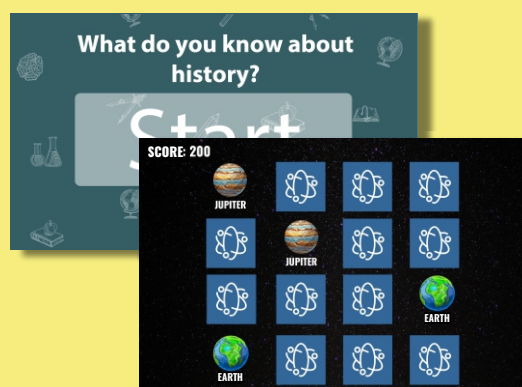 What do you know about
history?
Start
SCORE: 200
JUPITER
JUPITER
EARTH
EARTH